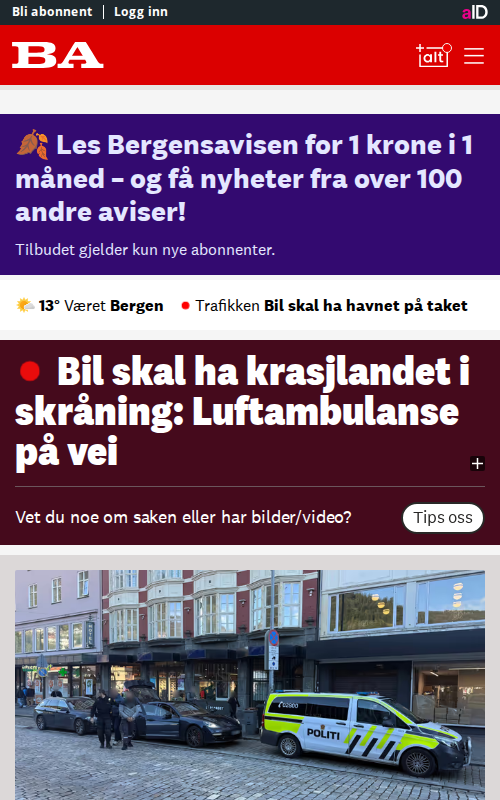 Bli abonnent | Logg inn
aID
BA
+alt
Les Bergensavisen for 1 krone i 1
måned – og få nyheter fra over 100
andre aviser!
Tilbudet gjelder kun nye abonnenter.
13° Været Bergen Trafikken Bil skal ha havnet på taket
Bil skal ha krasjlandet i
skråning: Luftambulanse
på vei
Vet du noe om saken eller har bilder/video? Tips oss
HOTEL
02800
POLITI